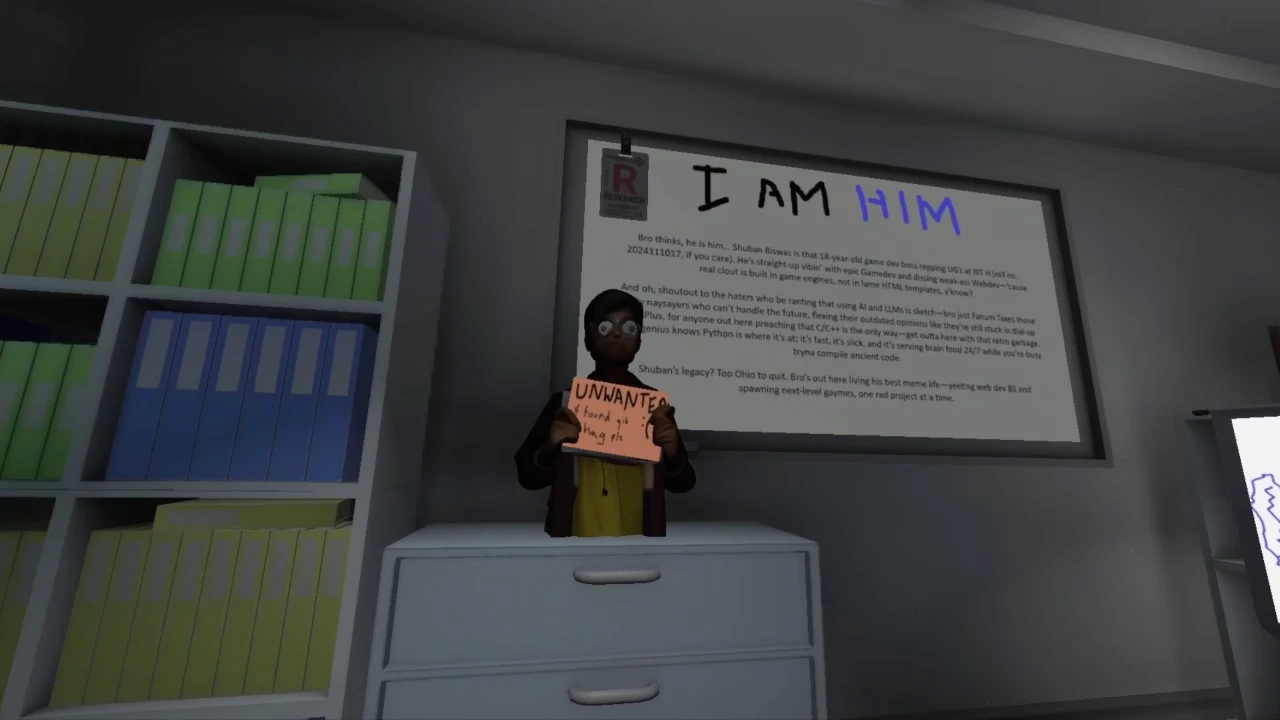 I AM HIM
R
RESEARCH
Bro thinks, he is him,.. Shuban Biswas is that 18-year-old game dev boss repping UG1 at IIIT H (roll no.
2024111017, if you care). He's straight-up vibin' with epic Gamedev and dissing weak-ass Webdev—'cause
real clout is built in game engines, not in lame HTML templates, y'know?
And oh, shoutout to the haters who be ranting that using AI and LLMs is sketch—bro just Fanum Taxes those
naysayers who can't handle the future, flexing their outdated opinions like they're still stuck in dial-up
Plus, for anyone out here preaching that C/C++ is the only way—get outta here with that retro garbage.
genius knows Python is where it's at; it's fast, it's slick, and it's serving brain food 24/7 while you're busy
tryna compile ancient code.
Shuban's legacy? Too Ohio to quit. Bro's out here living his best meme life—yeeting web dev BS and
spawning next-level gaymes, one rad project at a time.
UNWANTED
if found gib :(
hug plz